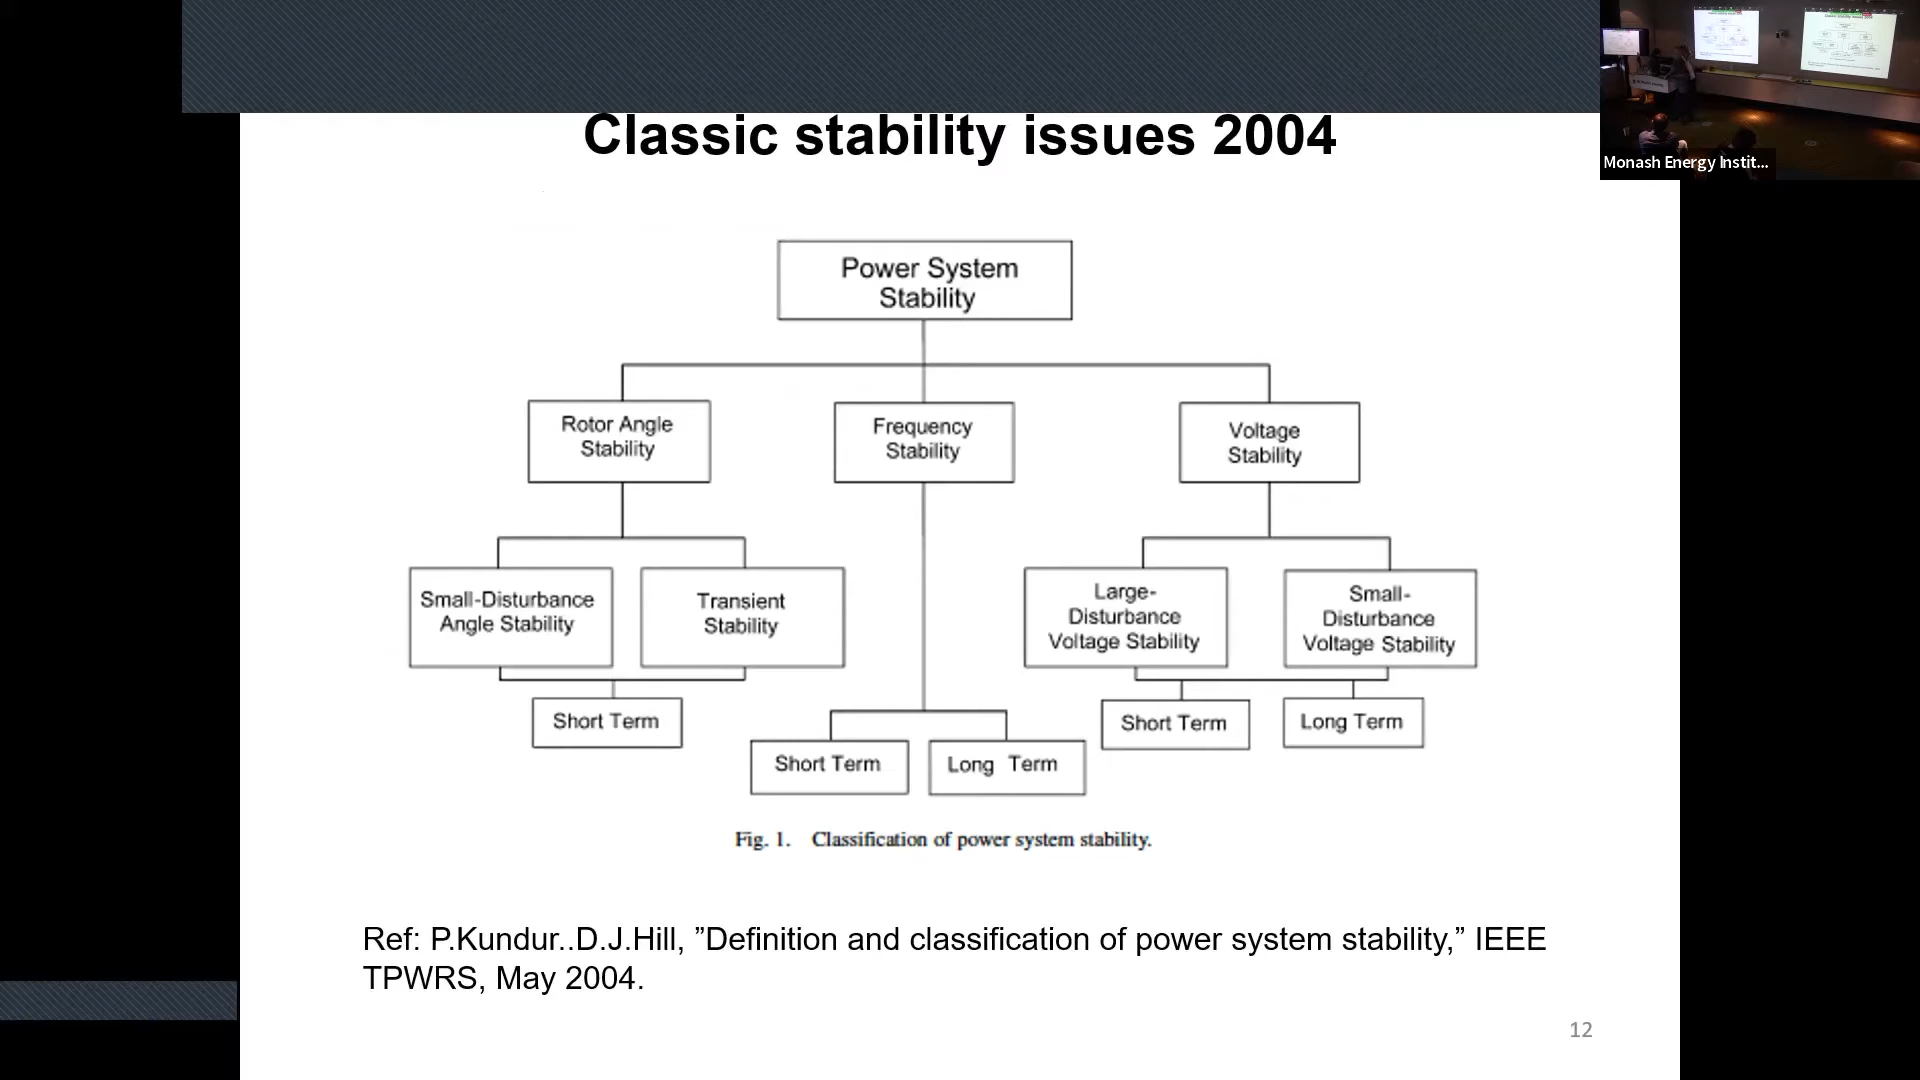 Classic stability issues 2004
Monash Energy Instit...
Power System
Stability
Rotor Angle
Stability
Frequency
Stability
Voltage
Stability
Small-Disturbance
Angle Stability
Transient
Stability
Large-
Disturbance
Voltage Stability
Small-
Disturbance
Voltage Stability
Short Term
Short Term
Long Term
Short Term
Long Term
Fig. 1. Classification of power system stability.
Ref: P.Kundur..D.J.Hill, ”Definition and classification of power system stability,” IEEE
TPWRS, May 2004.
12